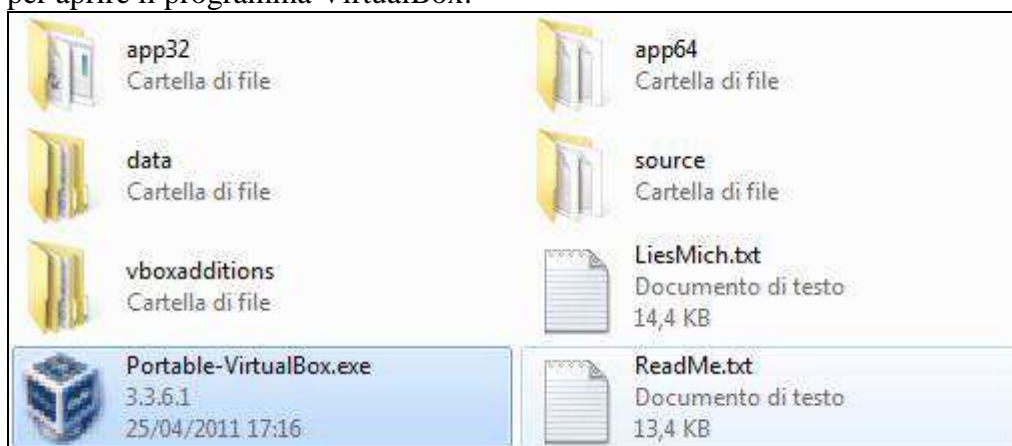 per aprire il programma VirtualBox.
app32
Cartella di file
app64
Cartella di file
data
Cartella di file
source
Cartella di file
vboxadditions
Cartella di file
LiesMich.txt
Documento di testo
14,4 KB
Portable-VirtualBox.exe
3.3.6.1
25/04/2011 17:16
ReadMe.txt
Documento di testo
13,4 KB